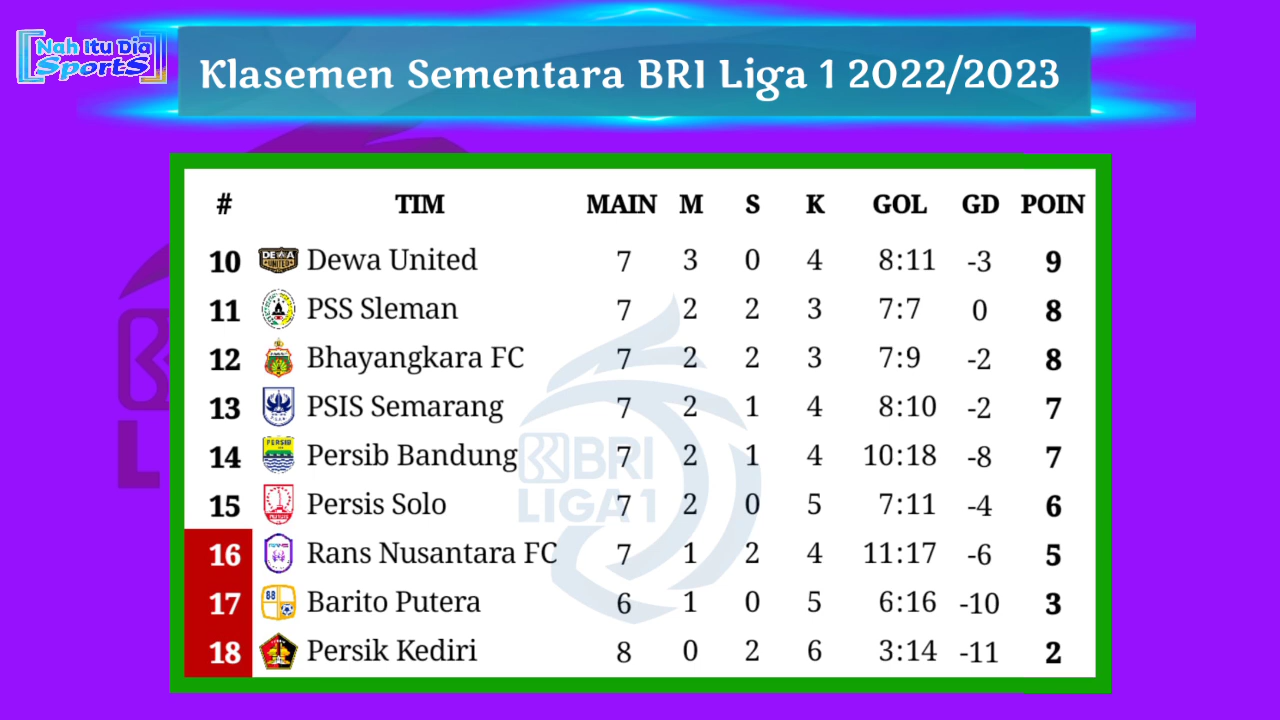 Nah Itu Dia
Sports
Klasemen Sementara BRI Liga 1 2022/2023
# TIM MAIN M S K GOL GD POIN
10 Dewa United 7 3 0 4 8:11 -3 9
11 PSS Sleman 7 2 2 3 7:7 0 8
12 Bhayangkara FC 7 2 2 3 7:9 -2 8
13 PSIS Semarang 7 2 1 4 8:10 -2 7
14 Persib Bandung 7 2 1 4 10:18 -8 7
15 Persis Solo 7 2 0 5 7:11 -4 6
16 Rans Nusantara FC 7 1 2 4 11:17 -6 5
17 Barito Putera 6 1 0 5 6:16 -10 3
18 Persik Kediri 8 0 2 6 3:14 -11 2
BRI
LIGA 1